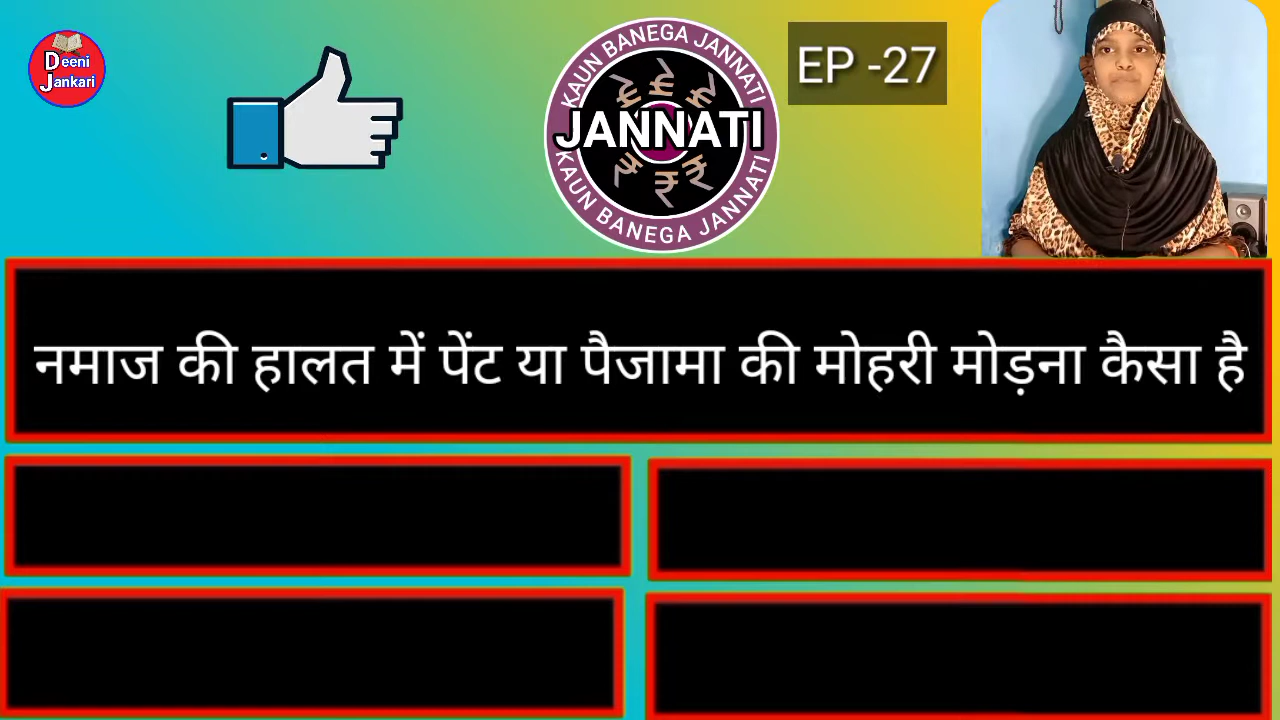 Deeni
Jankari
KAUN BANEGA JANNATI
JANNATI
KAUN BANEGA JANNATI
EP -27
नमाज की हालत में पेंट या पैजामा की मोहरी मोड़ना कैसा है